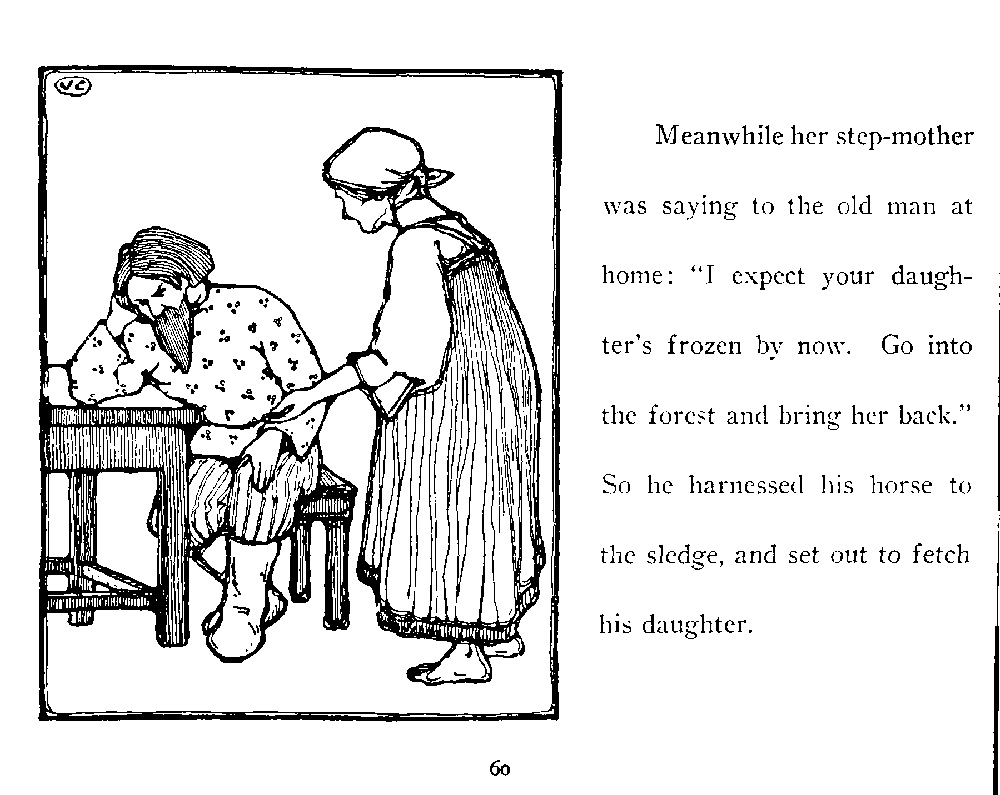 VC
Meanwhile her step-mother
was saying to the old man at
home: “I expect your daugh-
ter’s frozen by now. Go into
the forest and bring her back.”
So he harnessed his horse to
the sledge, and set out to fetch
his daughter.
60